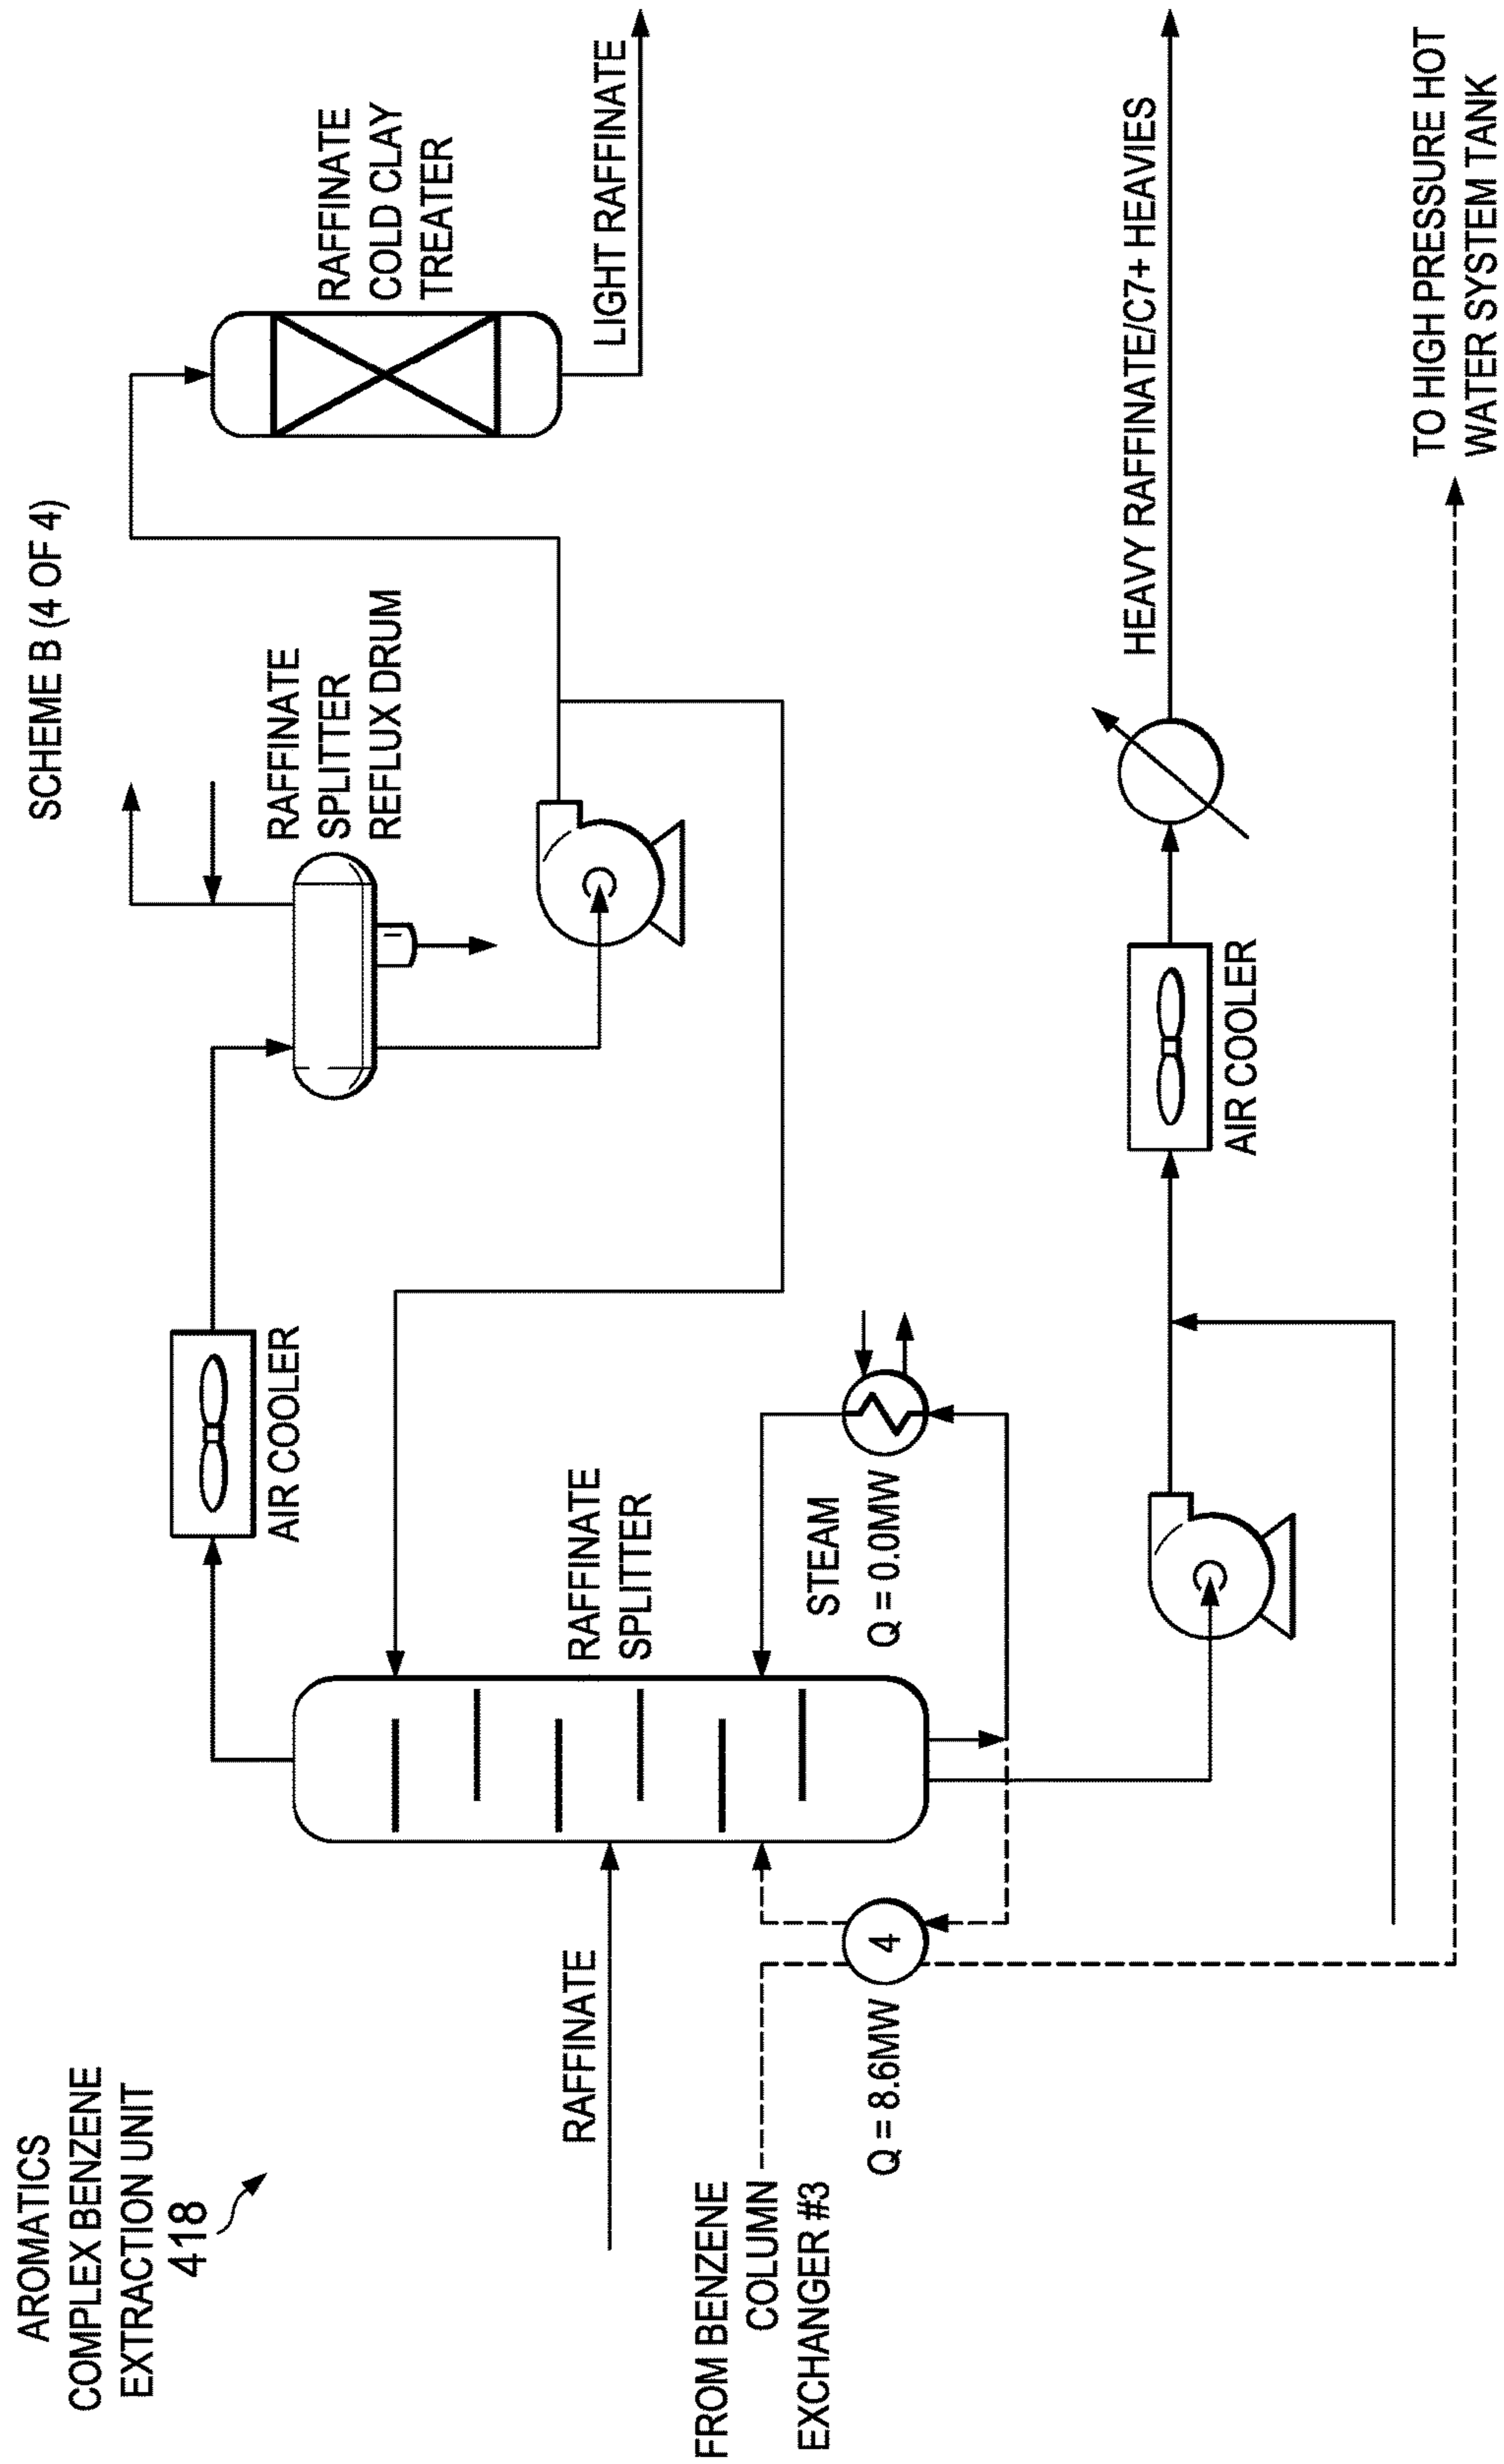 AROMATICS
COMPLEX BENZENE
EXTRACTION UNIT
418
SCHEME B (4 OF 4)
AIR COOLER
RAFFINATE
SPLITTER
REFLUX DRUM
RAFFINATE
COLD CLAY
TREATER
LIGHT RAFFINATE
RAFFINATE
RAFFINATE
SPLITTER
FROM BENZENE
COLUMN
EXCHANGER #3
4
Q = 8.6MW
STEAM
Q = 0.0MW
AIR COOLER
HEAVY RAFFINATE/C7+ HEAVIES
TO HIGH PRESSURE HOT
WATER SYSTEM TANK